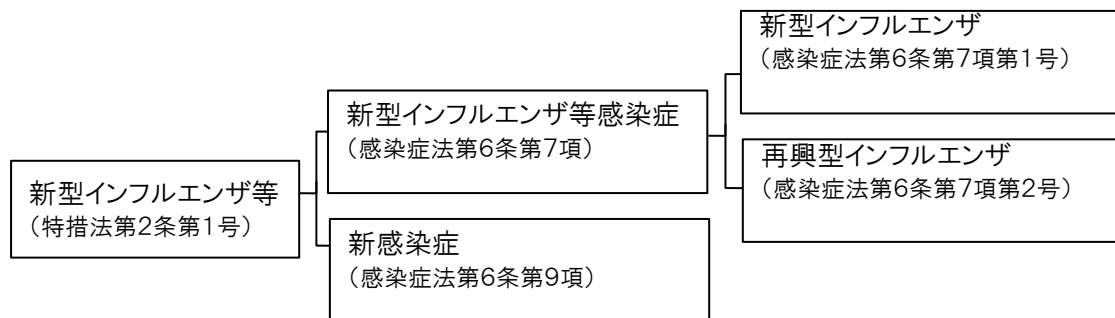 新型インフルエンザ等
（特措法第2条第1号）
新型インフルエンザ等感染症
（感染症法第6条第7項）
新感染症
（感染症法第6条第9項）
新型インフルエンザ
（感染症法第6条第7項第1号）
再興型インフルエンザ
（感染症法第6条第7項第2号）